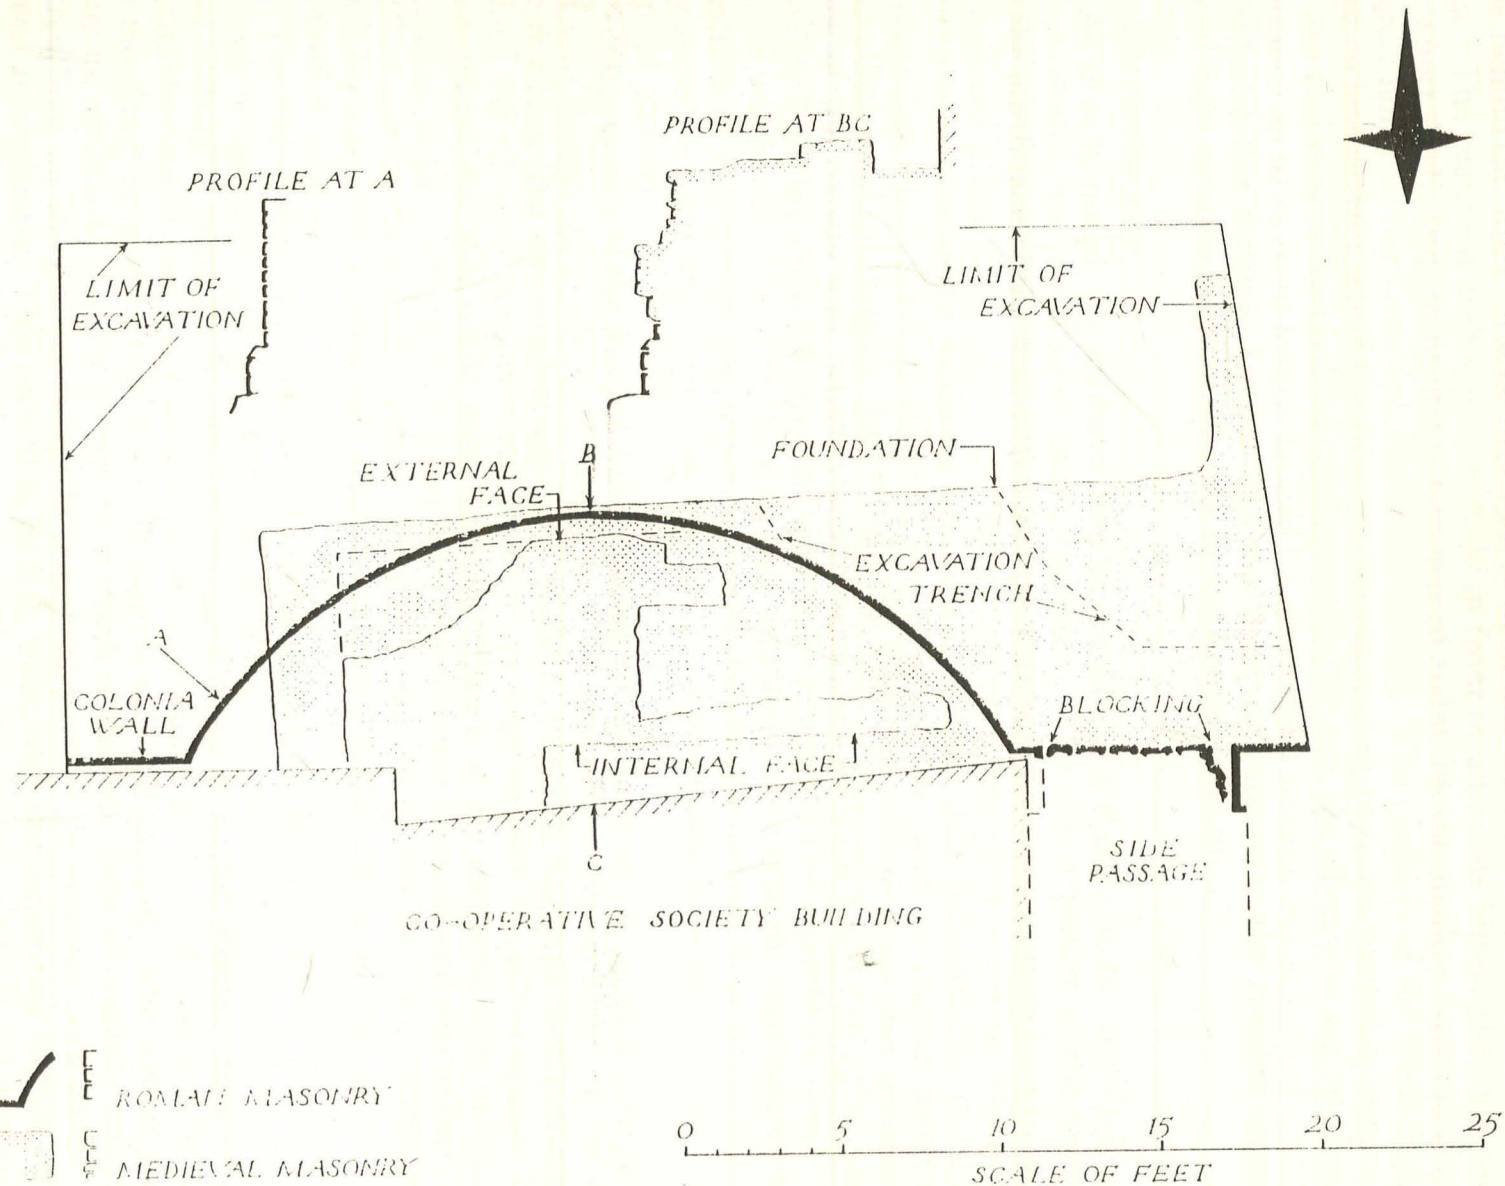 PROFILE AT BC
PROFILE AT A
LIMIT OF
EXCAVATION
LIMIT OF
EXCAVATION
B
EXTERNAL
FACE
FOUNDATION
EXCAVATION
TRENCH
A
COLONIA
WALL
BLOCKING
INTERNAL FACE
C
SIDE
PASSAGE
CO-OPERATIVE SOCIETY BUILDING
ROMAN MASONRY
MEDIEVAL MASONRY
0 5 10 15 20 25
SCALE OF FEET